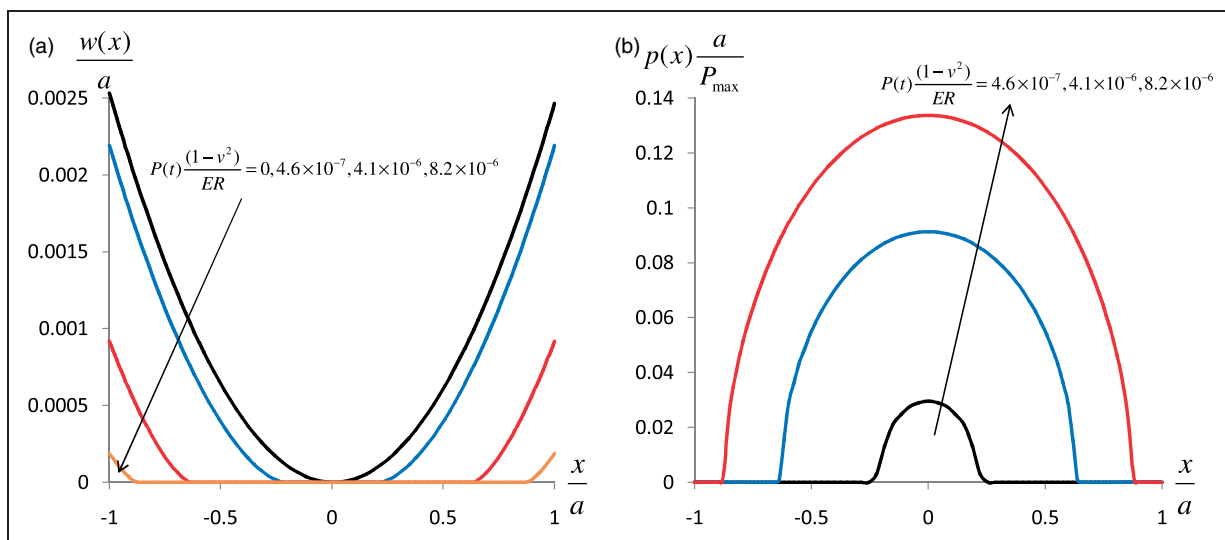 (a) w(x)/a
0.0025
0.002
0.0015
0.001
0.0005
0
-1 -0.5 0 0.5 1
x/a
P(t) (1−ν²)/ER = 0, 4.6×10⁻⁷, 4.1×10⁻⁶, 8.2×10⁻⁶
(b) p(x) a/P_max
0.14
0.12
0.1
0.08
0.06
0.04
0.02
0
-1 -0.5 0 0.5 1
x/a
P(t) (1−ν²)/ER = 4.6×10⁻⁷, 4.1×10⁻⁶, 8.2×10⁻⁶